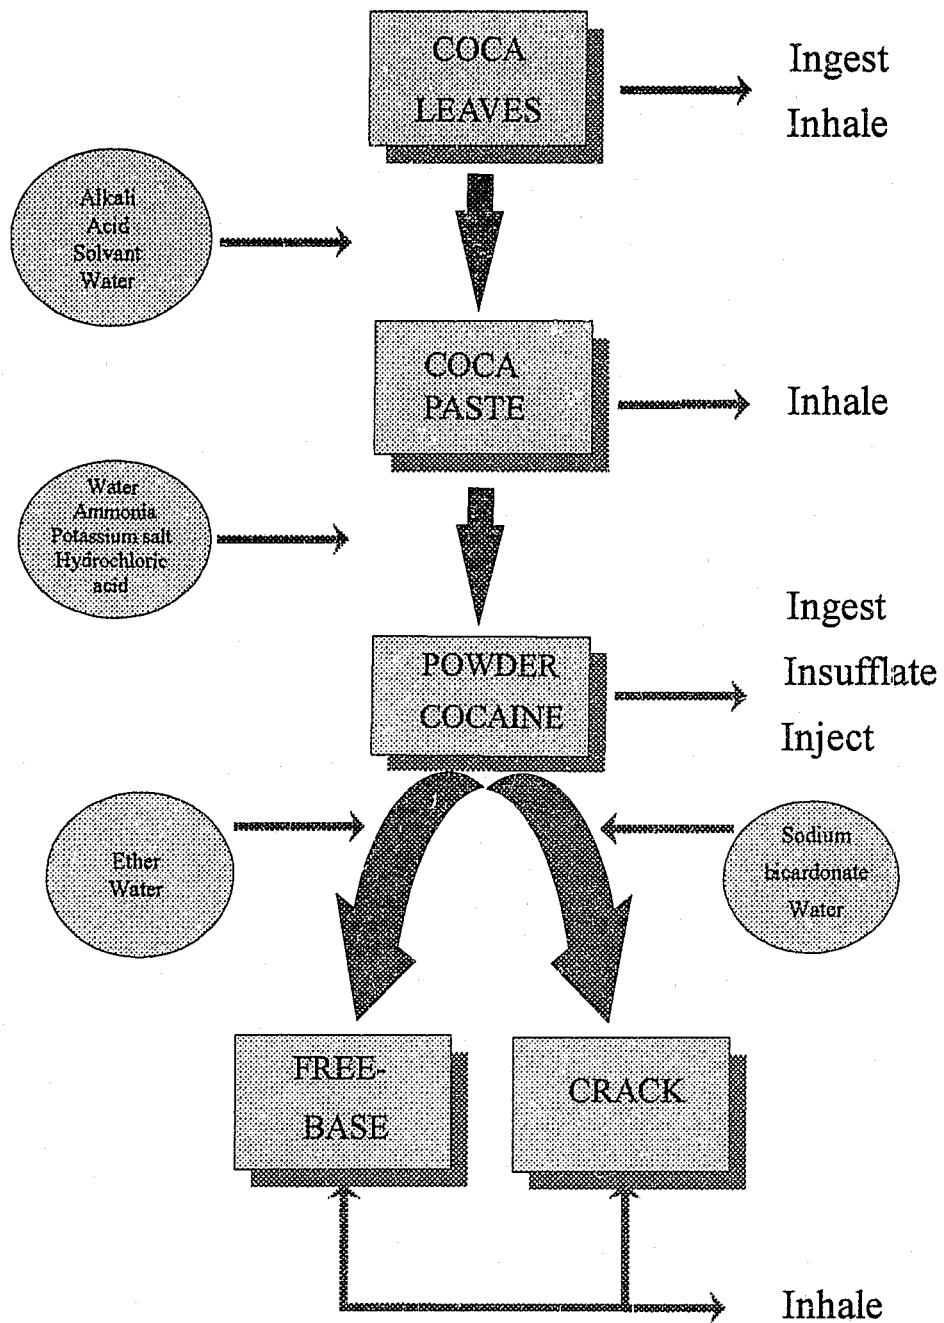 COCA
LEAVES
Ingest
Inhale
Alkali
Acid
Solvant
Water
COCA
PASTE
Inhale
Water
Ammonia
Potassium salt
Hydrochloric
acid
POWDER
COCAINE
Ingest
Insufflate
Inject
Ether
Water
Sodium
bicardonate
Water
FREE-
BASE
CRACK
Inhale